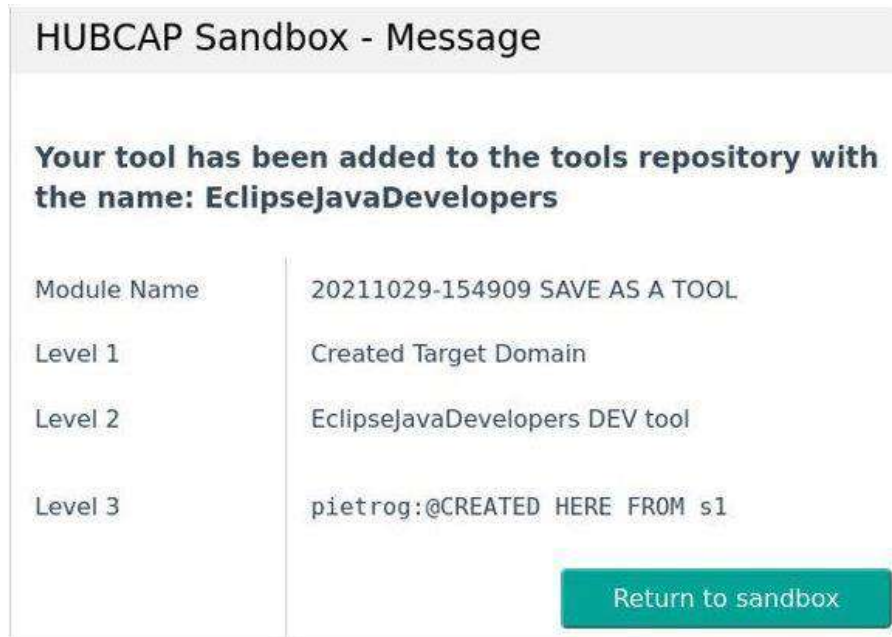 HUBCAP Sandbox - Message
Your tool has been added to the tools repository with
the name: EclipseJavaDevelopers
Module Name 20211029-154909 SAVE AS A TOOL
Level 1 Created Target Domain
Level 2 EclipseJavaDevelopers DEV tool
Level 3 pietrog:@CREATED HERE FROM s1
Return to sandbox